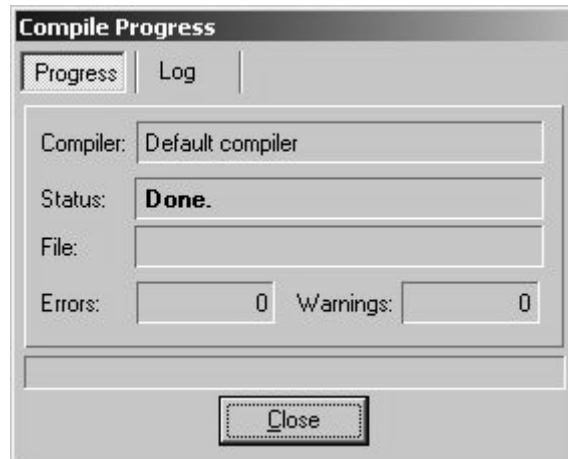 Compile Progress
Progress Log
Compiler: Default compiler
Status: Done.
File:
Errors: 0 Warnings: 0
Close